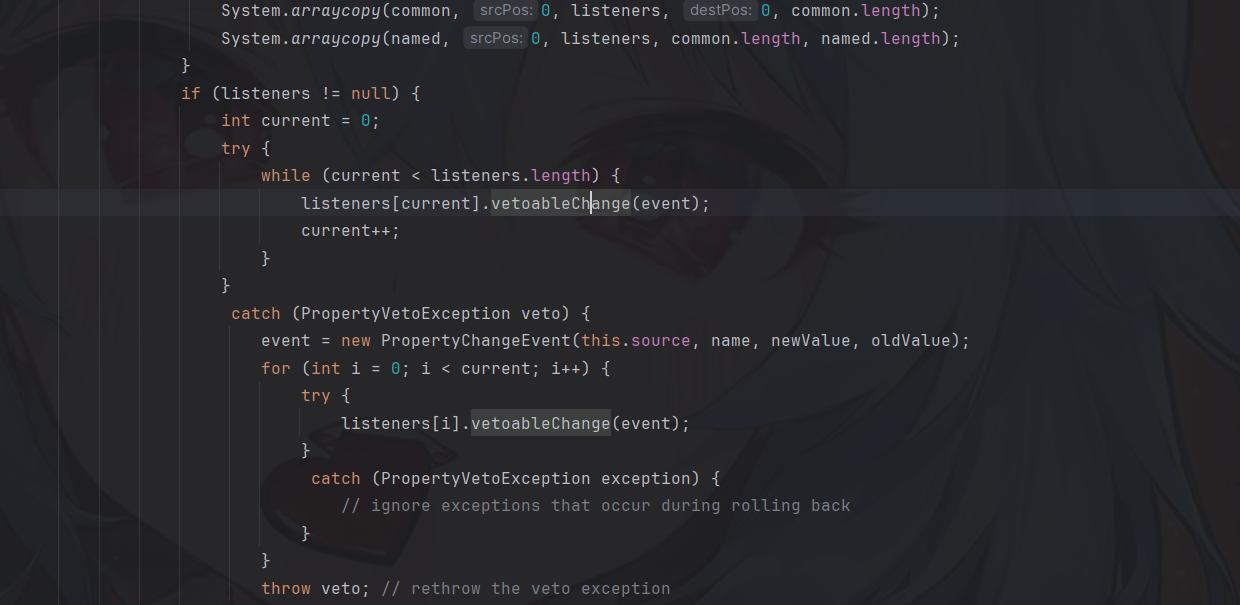 System.arraycopy(common, srcPos: 0, listeners, destPos: 0, common.length);
System.arraycopy(named, srcPos: 0, listeners, common.length, named.length);
}
if (listeners != null) {
int current = 0;
try {
while (current < listeners.length) {
listeners[current].vetoableChange(event);
current++;
}
}
catch (PropertyVetoException veto) {
event = new PropertyChangeEvent(this.source, name, newValue, oldValue);
for (int i = 0; i < current; i++) {
try {
listeners[i].vetoableChange(event);
}
catch (PropertyVetoException exception) {
// ignore exceptions that occur during rolling back
}
}
throw veto; // rethrow the veto exception